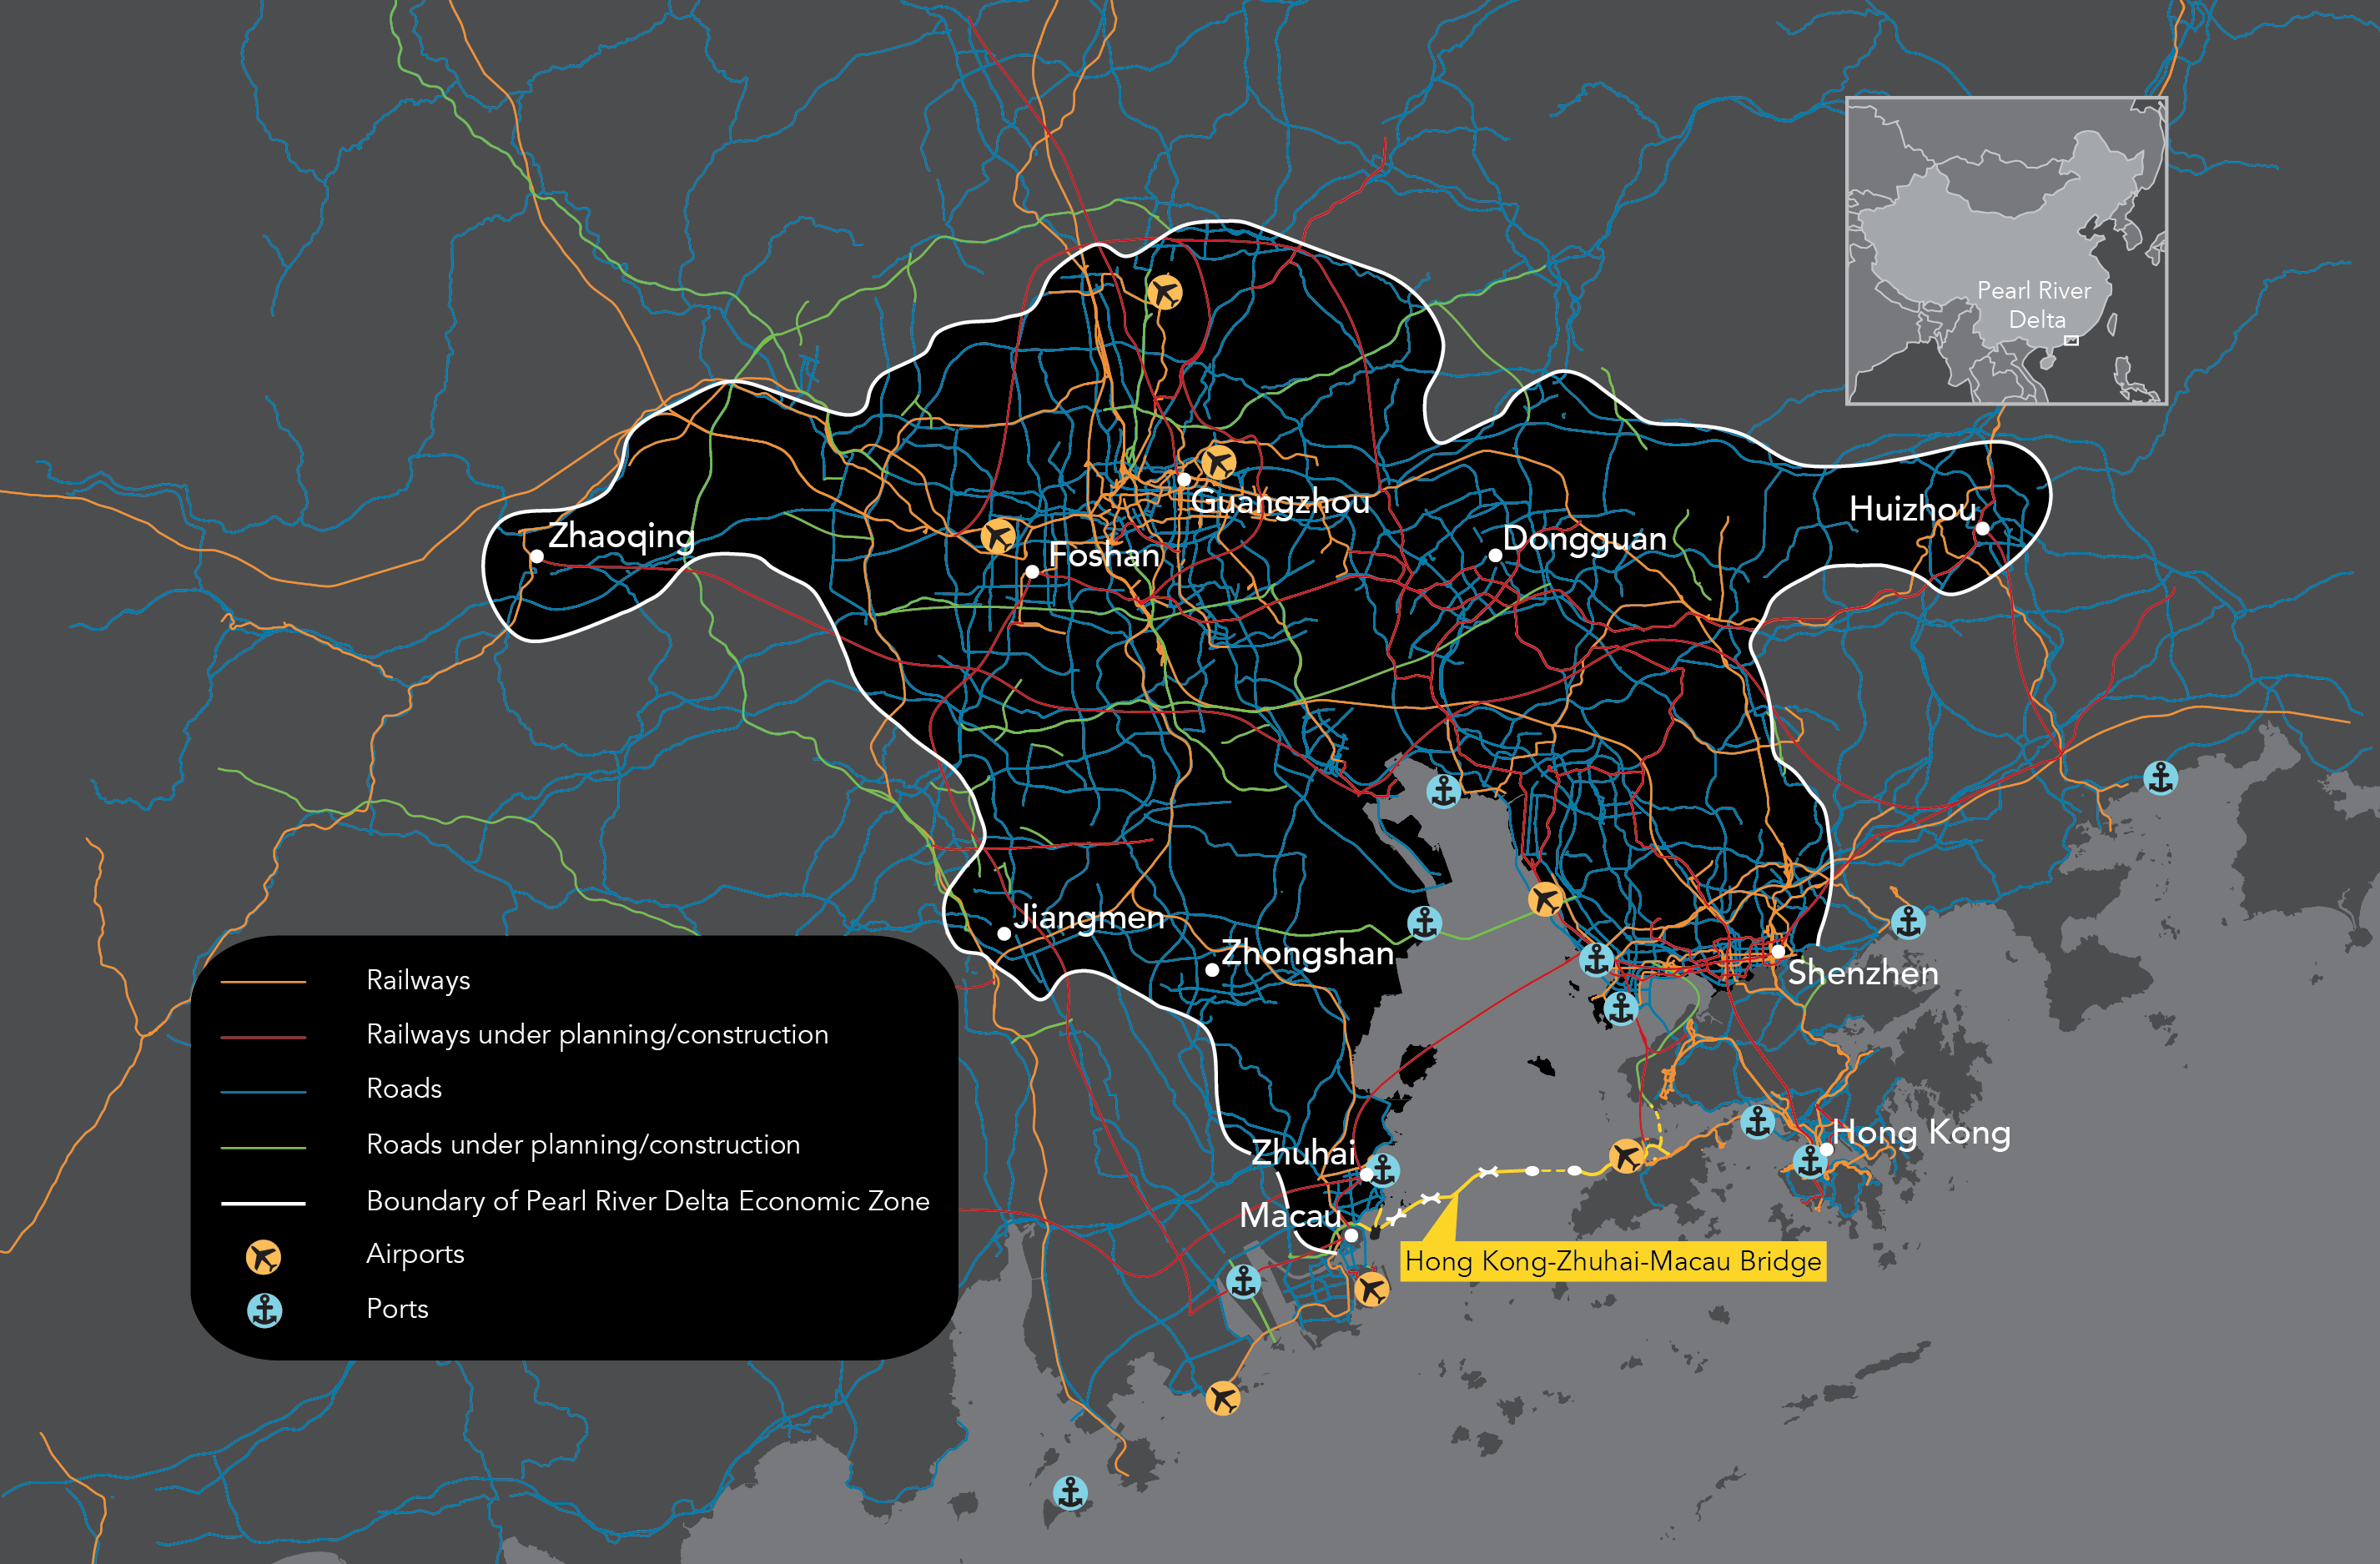 Pearl River
Delta
Guangzhou
Huizhou
Zhaoqing
Foshan
Dongguan
Jiangmen
Zhongshan
Shenzhen
Hong Kong
Zhuhai
Macau
Hong Kong-Zhuhai-Macau Bridge
Railways
Railways under planning/construction
Roads
Roads under planning/construction
Boundary of Pearl River Delta Economic Zone
Airports
Ports